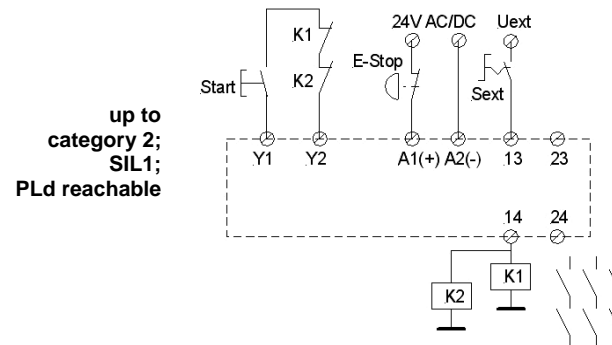 24V AC/DC Uext
K1
E-Stop
Start
K2
Sext
up to
category 2;
SIL1;
PLd reachable
Y1 Y2 A1(+) A2(-) 13 23
14 24
K1
K2